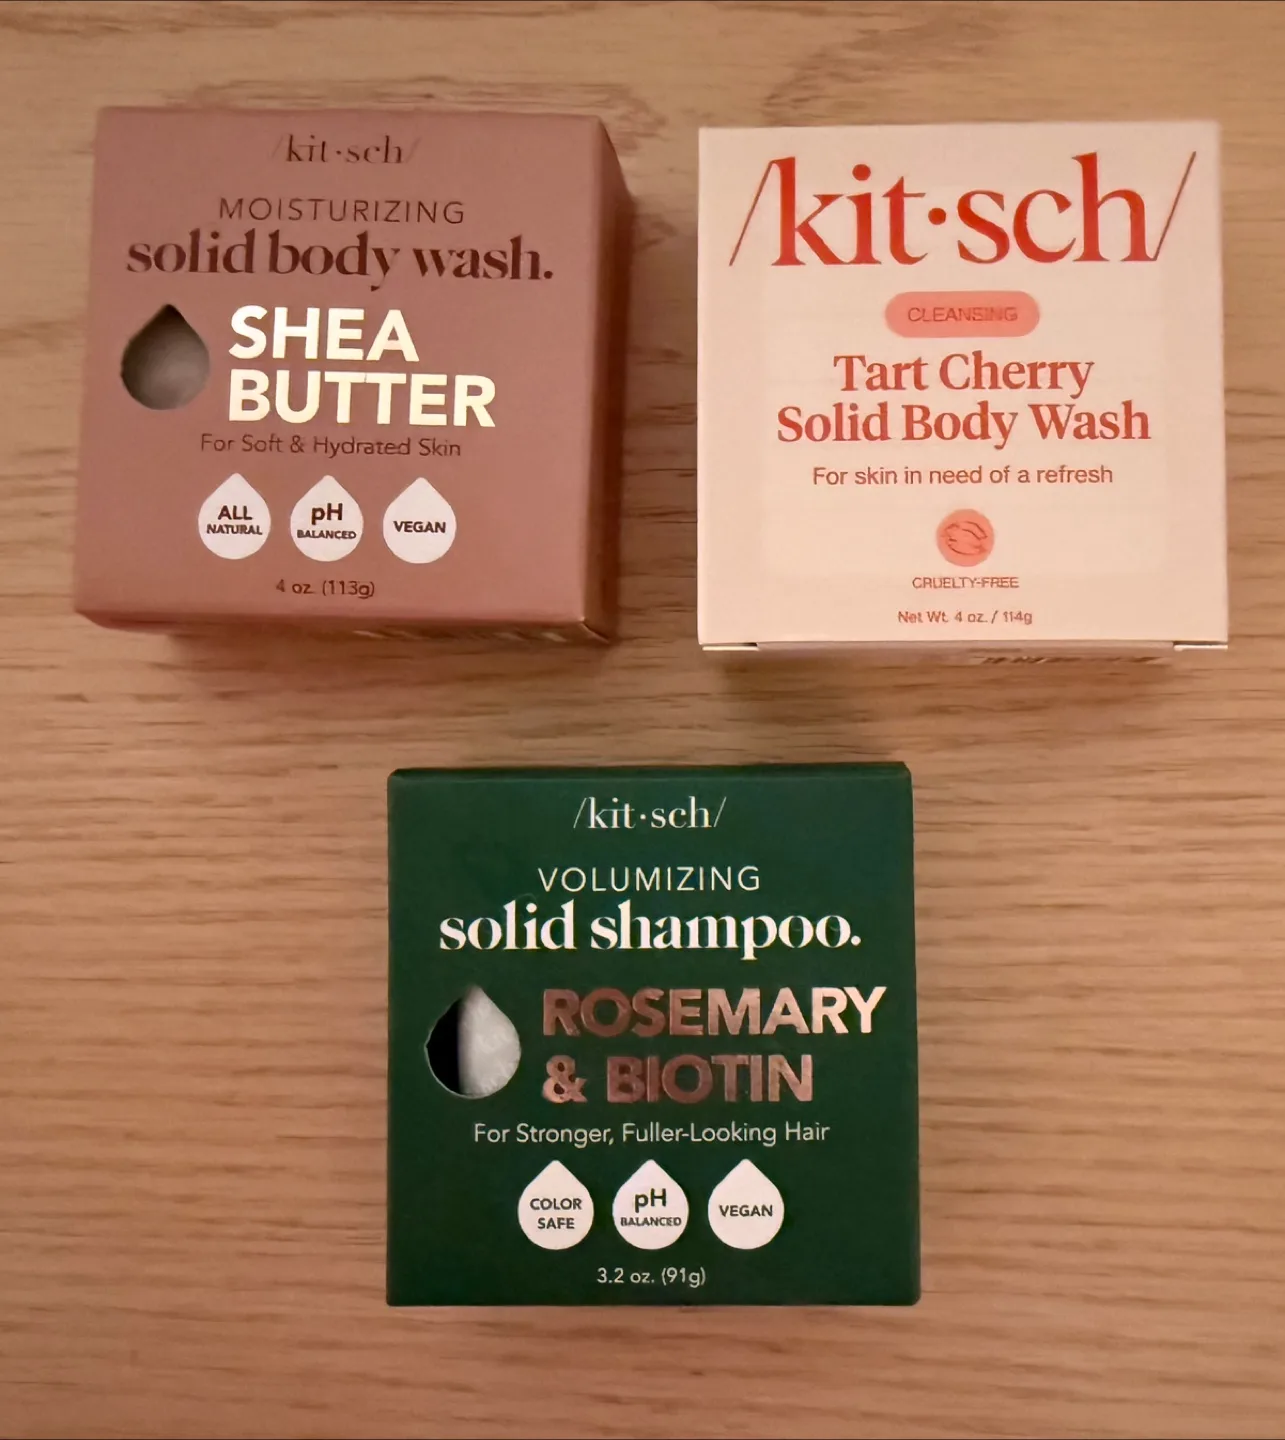 /kit·sch/
MOISTURIZING
solid body wash.
SHEA
BUTTER
For Soft & Hydrated Skin
ALL
NATURAL
pH
BALANCED
VEGAN
4 oz. (113g)
/kit·sch/
CLEANSING
Tart Cherry
Solid Body Wash
For skin in need of a refresh
CRUELTY-FREE
Net Wt. 4 oz. / 114g
/kit·sch/
VOLUMIZING
solid shampoo.
ROSEMARY
& BIOTIN
For Stronger, Fuller-Looking Hair
COLOR
SAFE
pH
BALANCED
VEGAN
3.2 oz. (91g)